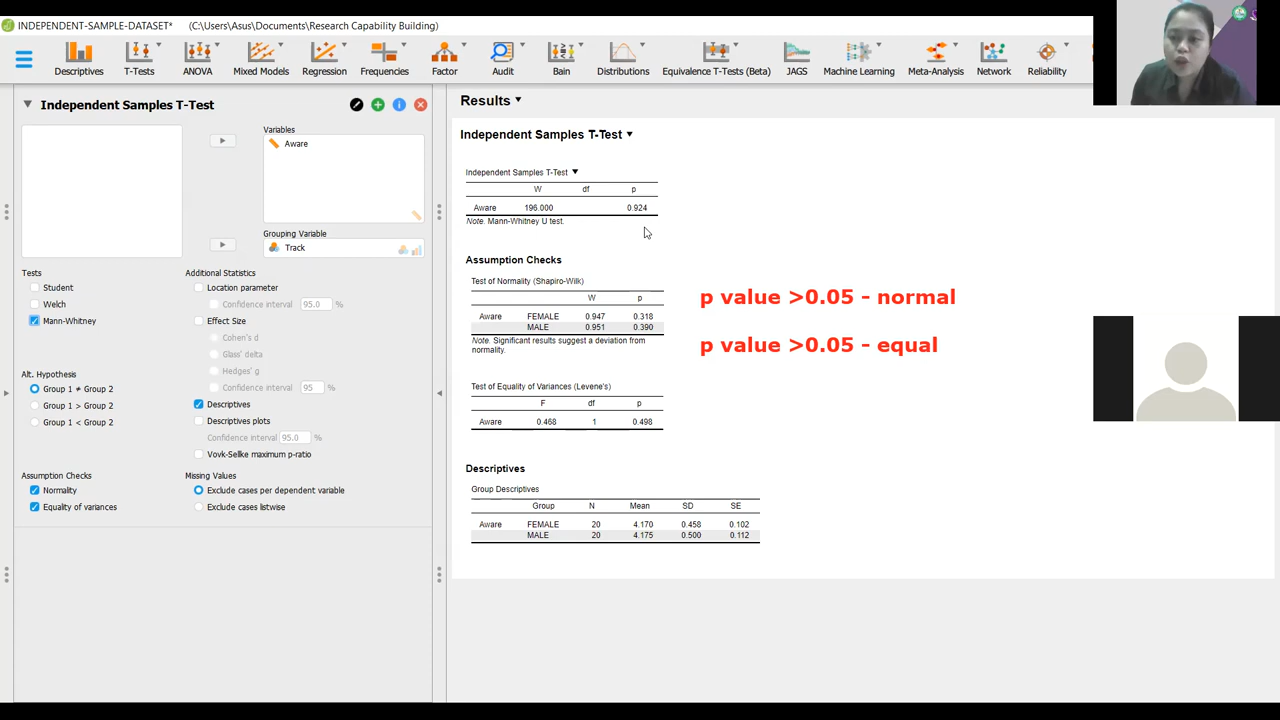 INDEPENDENT-SAMPLE-DATASET* (C:\Users\Asus\Documents\Research Capability Building)
Descriptives T-Tests ANOVA Mixed Models Regression Frequencies Factor Audit Bain Distributions Equivalence T-Tests (Beta) JAGS Machine Learning Meta-Analysis Network Reliability
Independent Samples T-Test
Variables
Aware
Grouping Variable
Track
Tests
Student
Welch
Mann-Whitney
Alt. Hypothesis
Group 1 ≠ Group 2
Group 1 > Group 2
Group 1 < Group 2
Assumption Checks
Normality
Equality of variances
Additional Statistics
Location parameter
Confidence interval 95.0 %
Effect Size
Cohen's d
Glass' delta
Hedges' g
Confidence interval 95 %
Descriptives
Descriptives plots
Confidence interval 95.0 %
Vovk-Sellke maximum p-ratio
Missing Values
Exclude cases per dependent variable
Exclude cases listwise
Results
Independent Samples T-Test
Independent Samples T-Test
W df p
Aware 196.000 0.924
Note. Mann-Whitney U test.
Assumption Checks
Test of Normality (Shapiro-Wilk)
W p
Aware FEMALE 0.947 0.318
MALE 0.951 0.390
Note. Significant results suggest a deviation from
normality.
p value >0.05 - normal
p value >0.05 - equal
Test of Equality of Variances (Levene's)
F df p
Aware 0.468 1 0.498
Descriptives
Group Descriptives
Group N Mean SD SE
Aware FEMALE 20 4.170 0.458 0.102
MALE 20 4.175 0.500 0.112